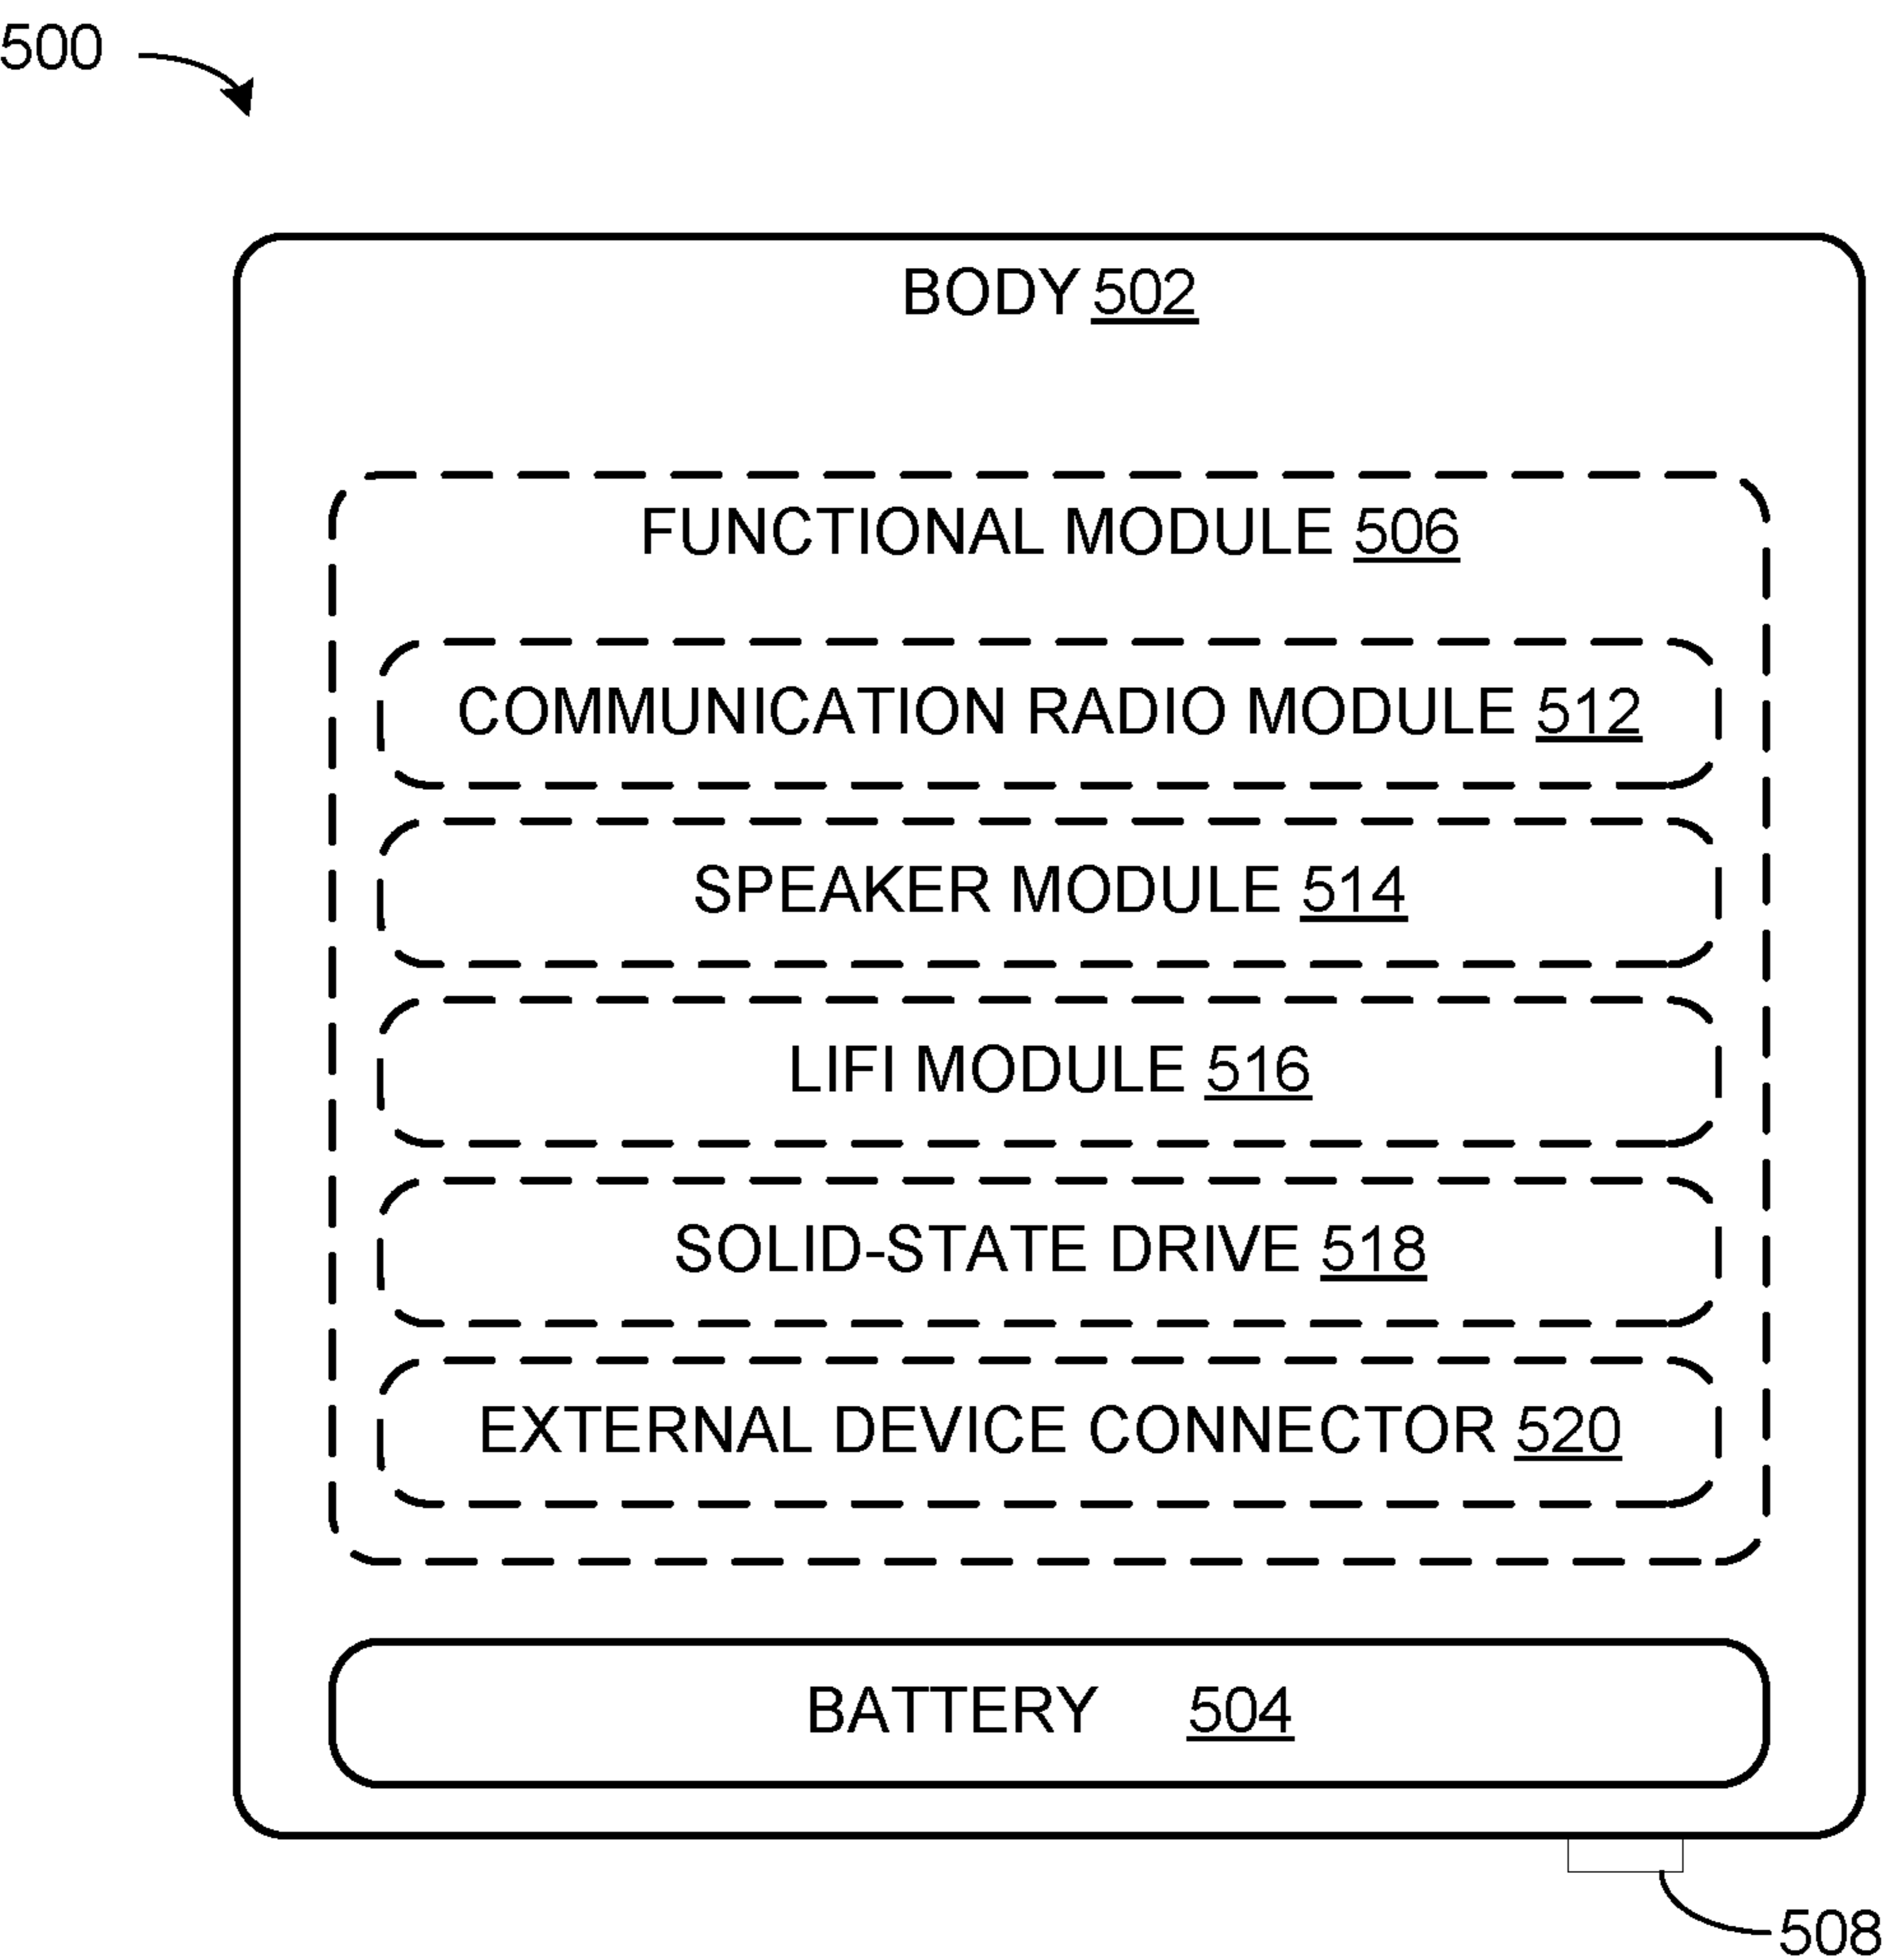 500
BODY 502
FUNCTIONAL MODULE 506
COMMUNICATION RADIO MODULE 512
SPEAKER MODULE 514
LIFI MODULE 516
SOLID-STATE DRIVE 518
EXTERNAL DEVICE CONNECTOR 520
BATTERY 504
508